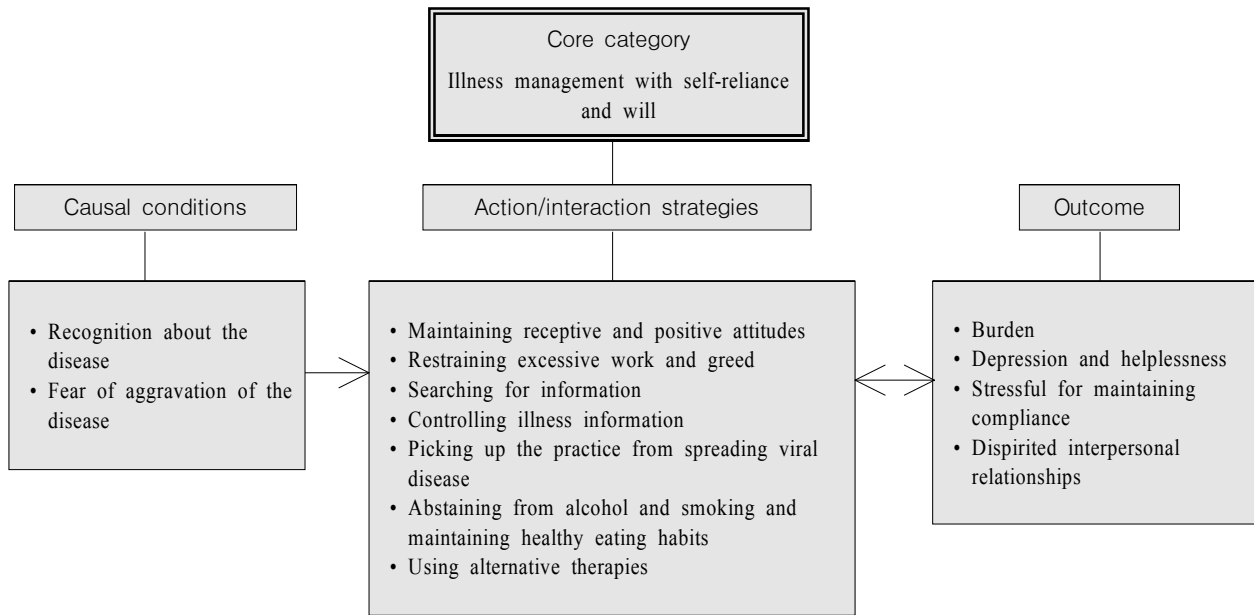 Core category
Illness management with self-reliance
and will
Causal conditions
Action/interaction strategies
Outcome
• Recognition about the
disease
• Fear of aggravation of the
disease
• Maintaining receptive and positive attitudes
• Restraining excessive work and greed
• Searching for information
• Controlling illness information
• Picking up the practice from spreading viral
disease
• Abstaining from alcohol and smoking and
maintaining healthy eating habits
• Using alternative therapies
• Burden
• Depression and helplessness
• Stressful for maintaining
compliance
• Dispirited interpersonal
relationships